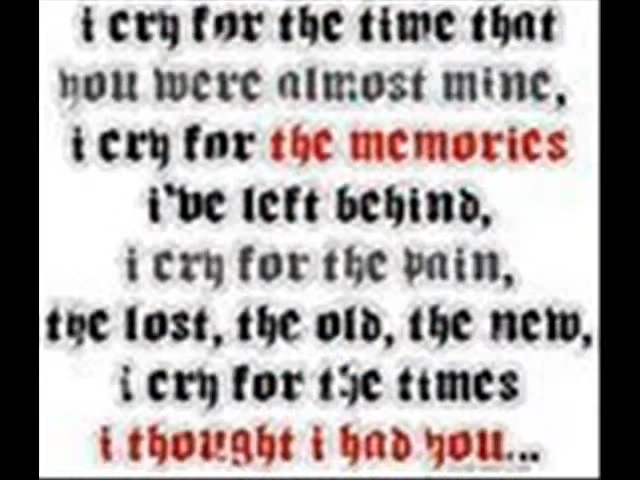 i cry for the time that
you were almost mine,
i cry for the memories
i've left behind,
i cry for the pain,
the lost, the old, the new,
i cry for the times
i thought i had you...